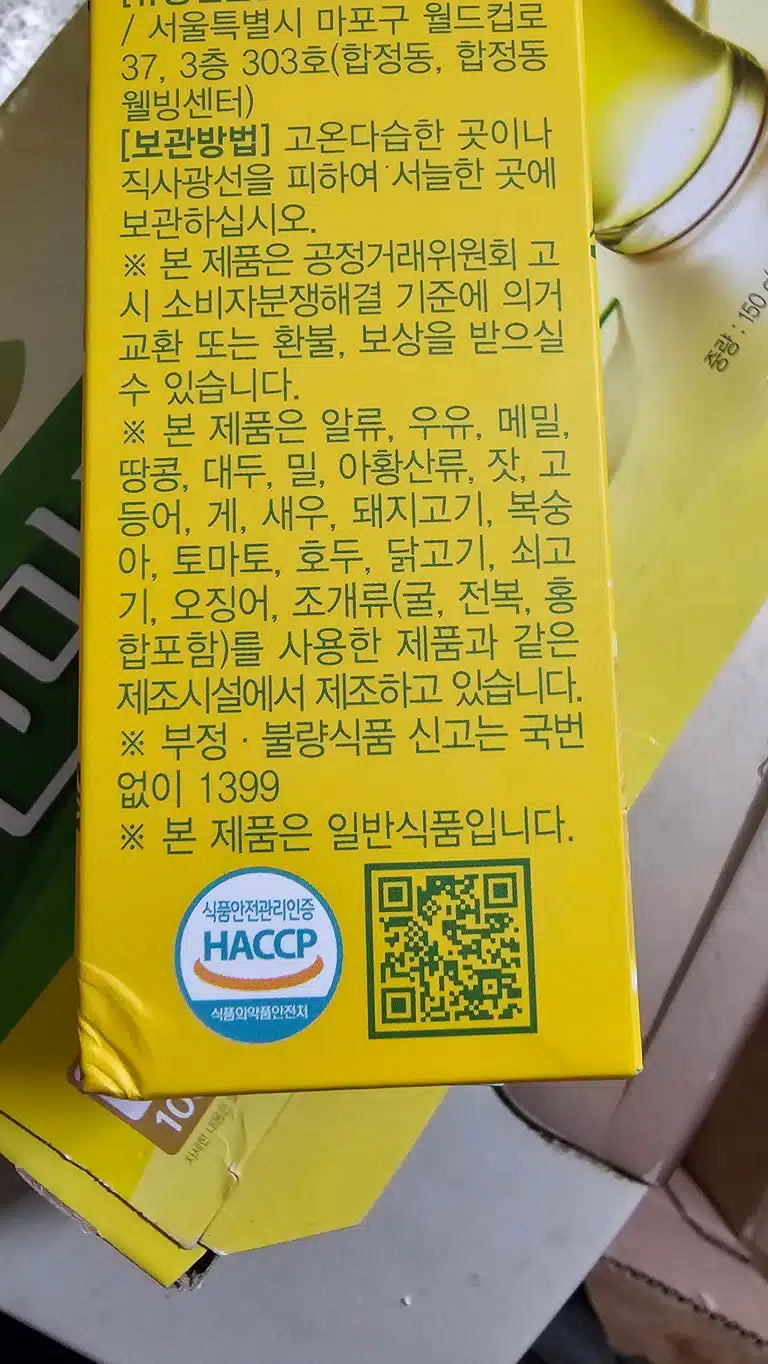 / 서울특별시 마포구 월드컵로
37, 3층 303호(합정동, 합정동
웰빙센터)
[보관방법] 고온다습한 곳이나
직사광선을 피하여 서늘한 곳에
보관하십시오.
※ 본 제품은 공정거래위원회 고
시 소비자분쟁해결 기준에 의거
교환 또는 환불, 보상을 받으실
수 있습니다.
※ 본 제품은 알류, 우유, 메밀,
땅콩, 대두, 밀, 아황산류, 잣, 고
등어, 게, 새우, 돼지고기, 복숭
아, 토마토, 호두, 닭고기, 쇠고
기, 오징어, 조개류(굴, 전복, 홍
합포함)를 사용한 제품과 같은
제조시설에서 제조하고 있습니다.
※ 부정 · 불량식품 신고는 국번
없이 1399
※ 본 제품은 일반식품입니다.
식품안전관리인증
HACCP
식품의약품안전처
중량 : 150
10
자세한 내용은